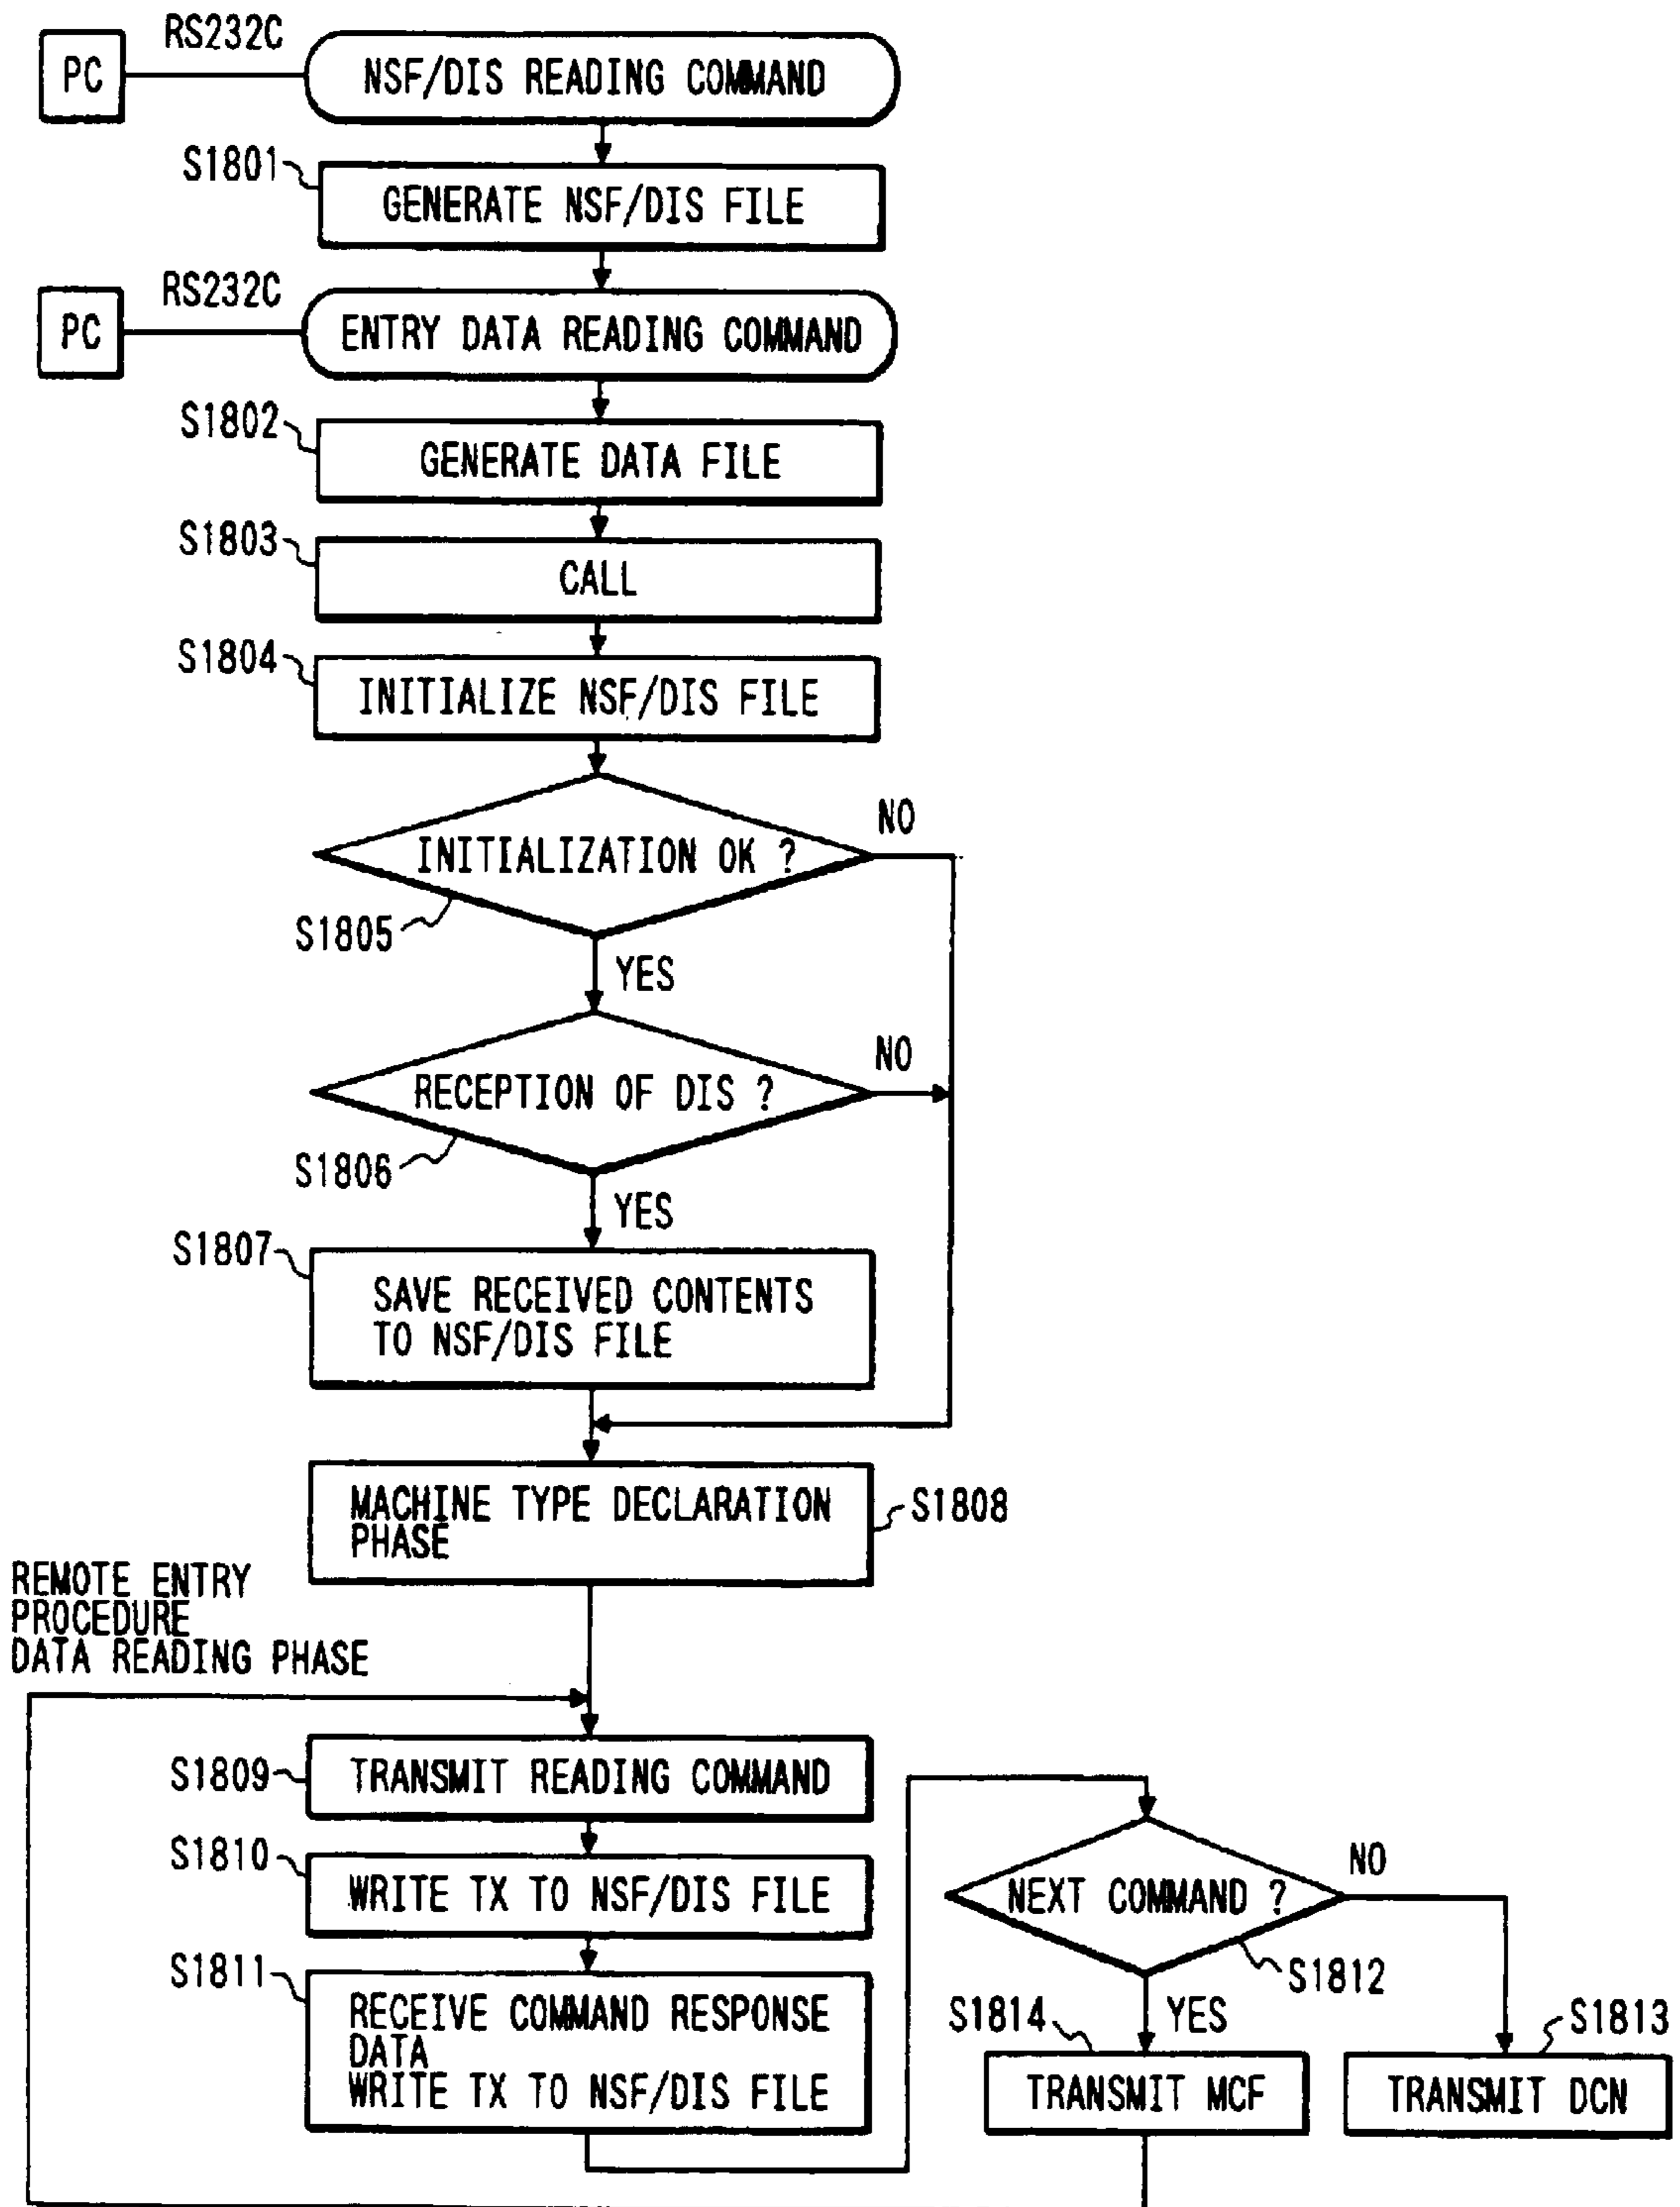 RS232C
PC
NSF/DIS READING COMMAND
S1801
GENERATE NSF/DIS FILE
RS232C
PC
ENTRY DATA READING COMMAND
S1802
GENERATE DATA FILE
S1803
CALL
S1804
INITIALIZE NSF/DIS FILE
NO
INITIALIZATION OK ?
S1805
YES
NO
RECEPTION OF DIS ?
S1806
YES
S1807
SAVE RECEIVED CONTENTS
TO NSF/DIS FILE
MACHINE TYPE DECLARATION
PHASE
S1808
REMOTE ENTRY
PROCEDURE
DATA READING PHASE
S1809
TRANSMIT READING COMMAND
S1810
WRITE TX TO NSF/DIS FILE
S1811
RECEIVE COMMAND RESPONSE
DATA
WRITE TX TO NSF/DIS FILE
NEXT COMMAND ?
NO
S1812
YES
S1814
TRANSMIT MCF
S1813
TRANSMIT DCN